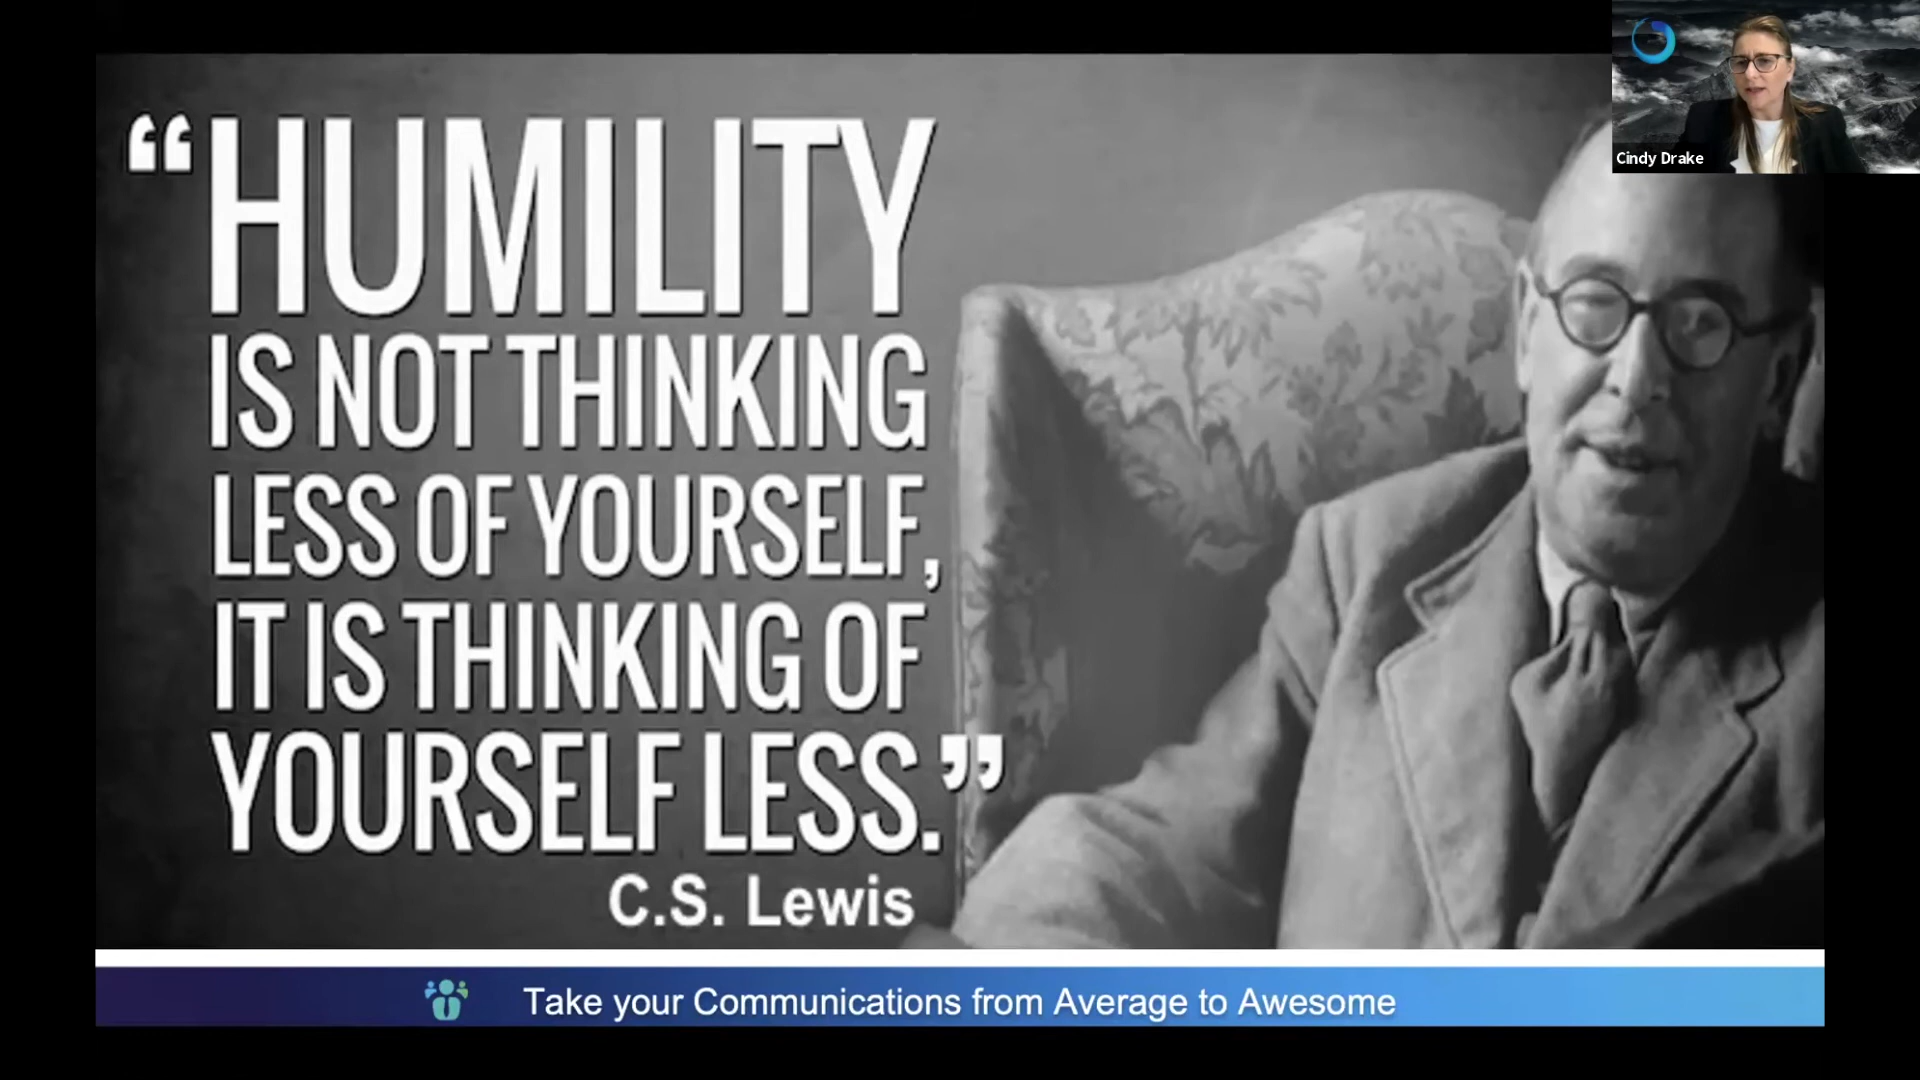 “HUMILITY
IS NOT THINKING
LESS OF YOURSELF,
IT IS THINKING OF
YOURSELF LESS.”
C.S. Lewis
Take your Communications from Average to Awesome
Cindy Drake